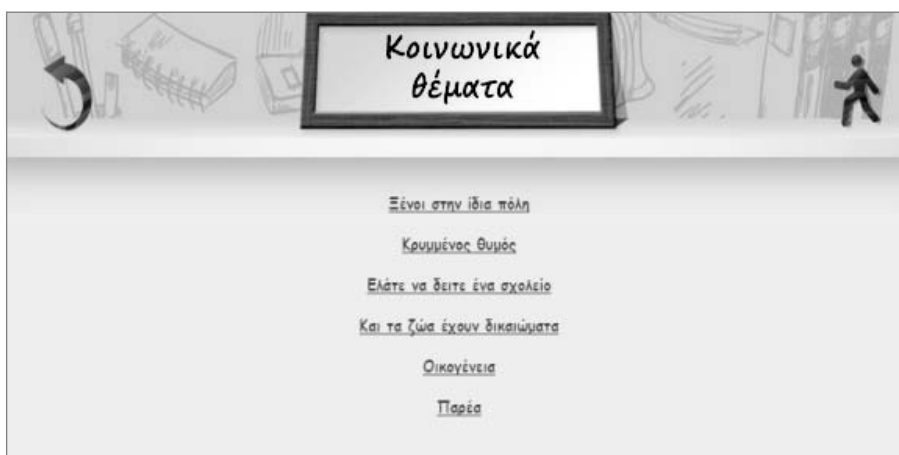 Κοινωνικά
θέματα
Ξένοι στην ίδια πόλη
Κρυμμένος θυμός
Ελάτε να δειτε ένα σχολείο
Και τα ζώα έχουν δικαιώματα
Οικογένεια
Παρέα